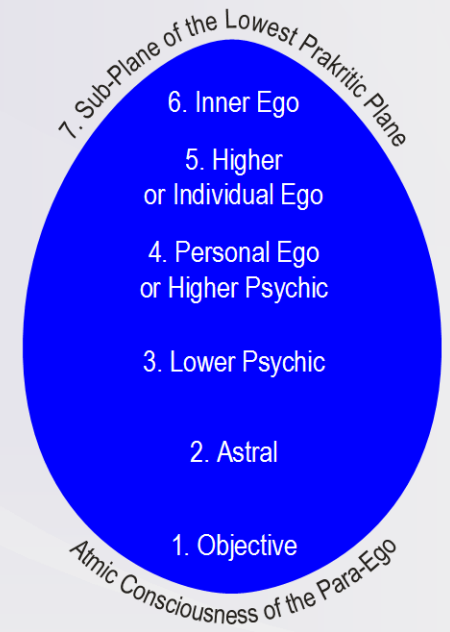 7. Sub-Plane of the Lowest Prakritic Plane
6. Inner Ego
5. Higher
or Individual Ego
4. Personal Ego
or Higher Psychic
3. Lower Psychic
2. Astral
1. Objective
Atmic Consciousness of the Para-Ego